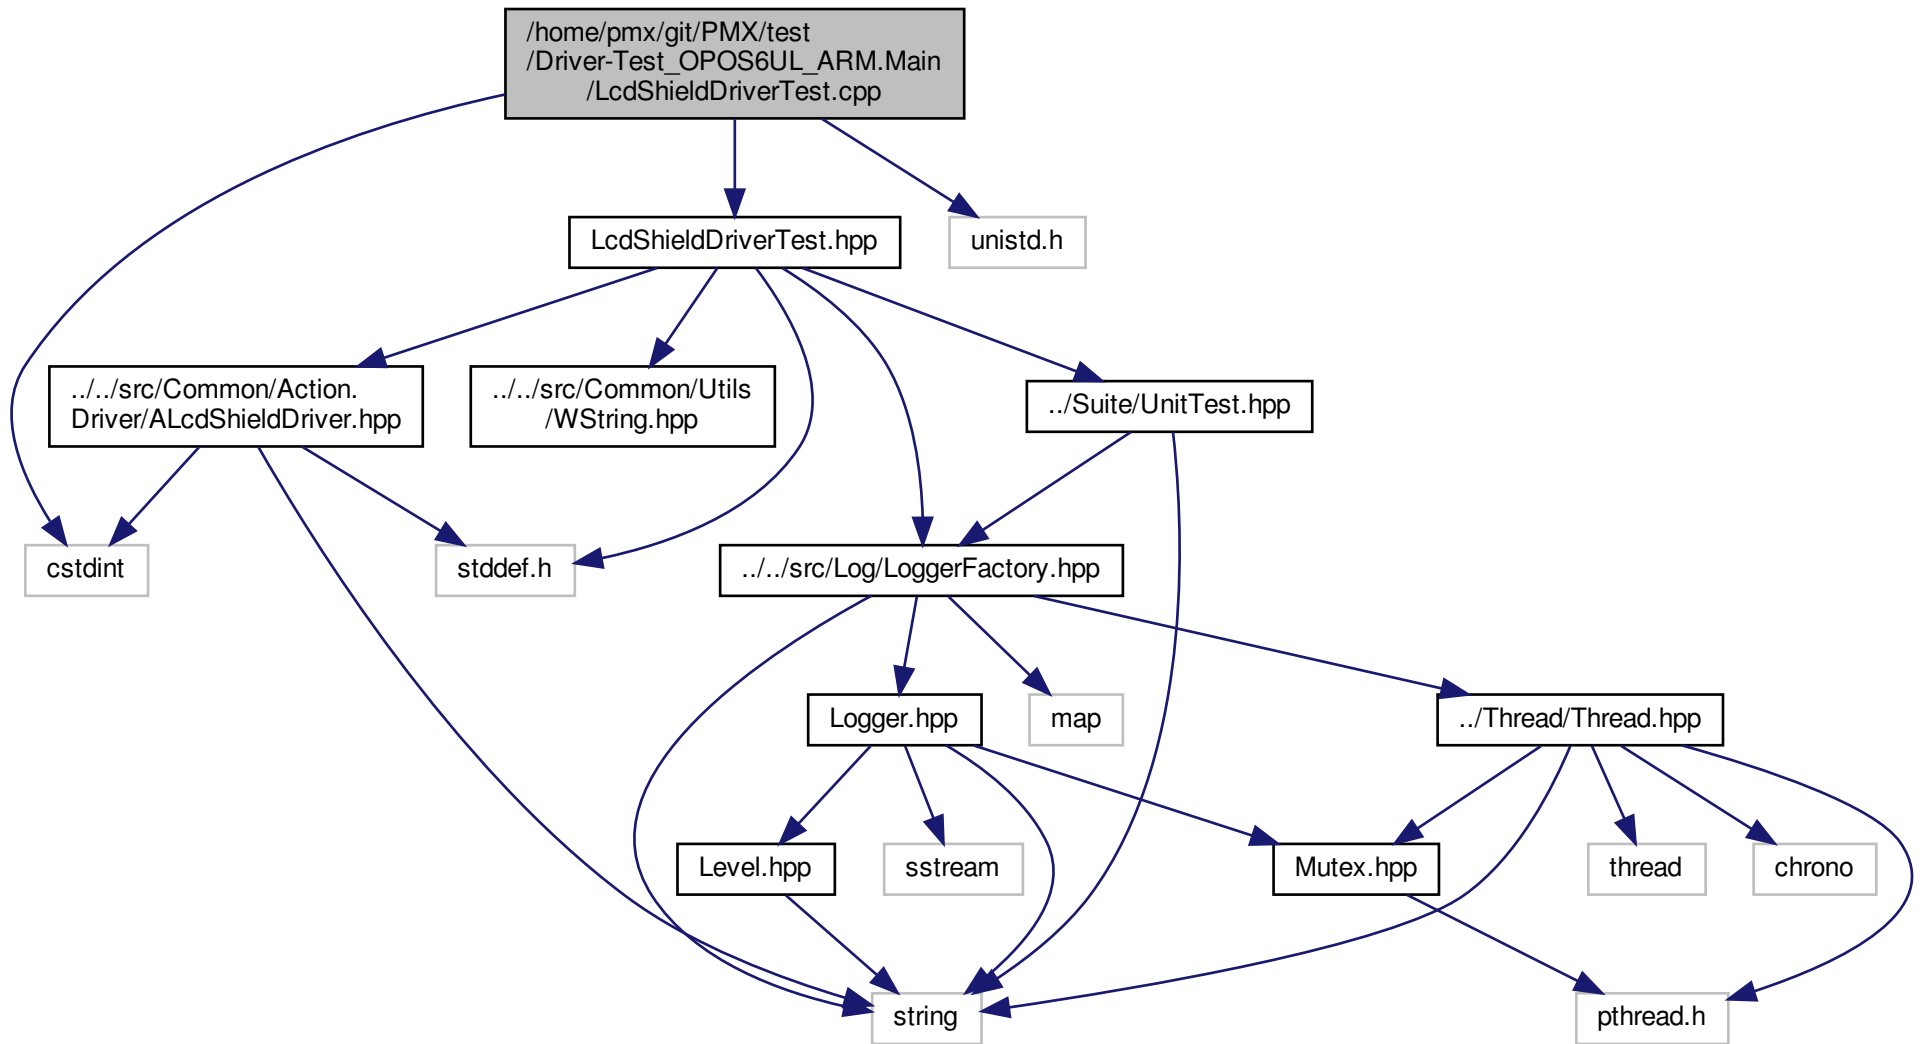 /home/pmx/git/PMX/test
/Driver-Test_OPOS6UL_ARM.Main
/LcdShieldDriverTest.cpp
LcdShieldDriverTest.hpp
unistd.h
../../src/Common/Action.
Driver/ALcdShieldDriver.hpp
../../src/Common/Utils
/WString.hpp
../Suite/UnitTest.hpp
cstdint
stddef.h
../../src/Log/LoggerFactory.hpp
Logger.hpp
map
../Thread/Thread.hpp
Level.hpp
sstream
Mutex.hpp
thread
chrono
string
pthread.h